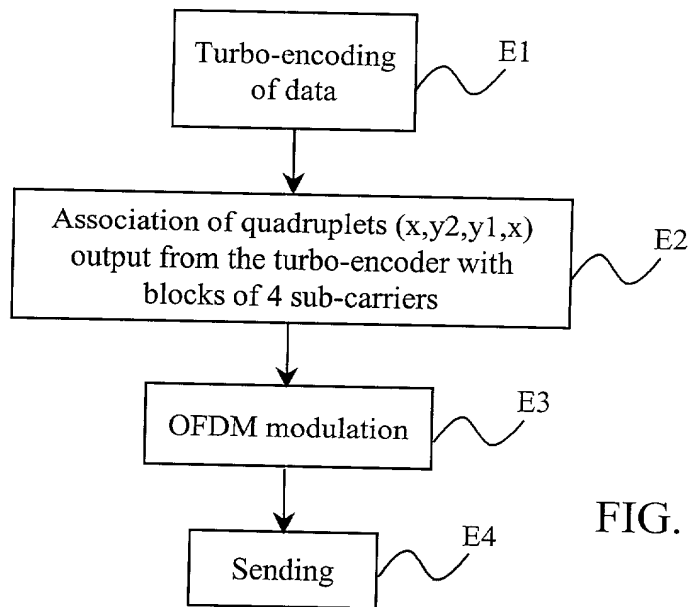 Turbo-encoding
of data
E1
Association of quadruplets (x,y2,y1,x)
output from the turbo-encoder with
blocks of 4 sub-carriers
E2
OFDM modulation
E3
FIG.
Sending
E4